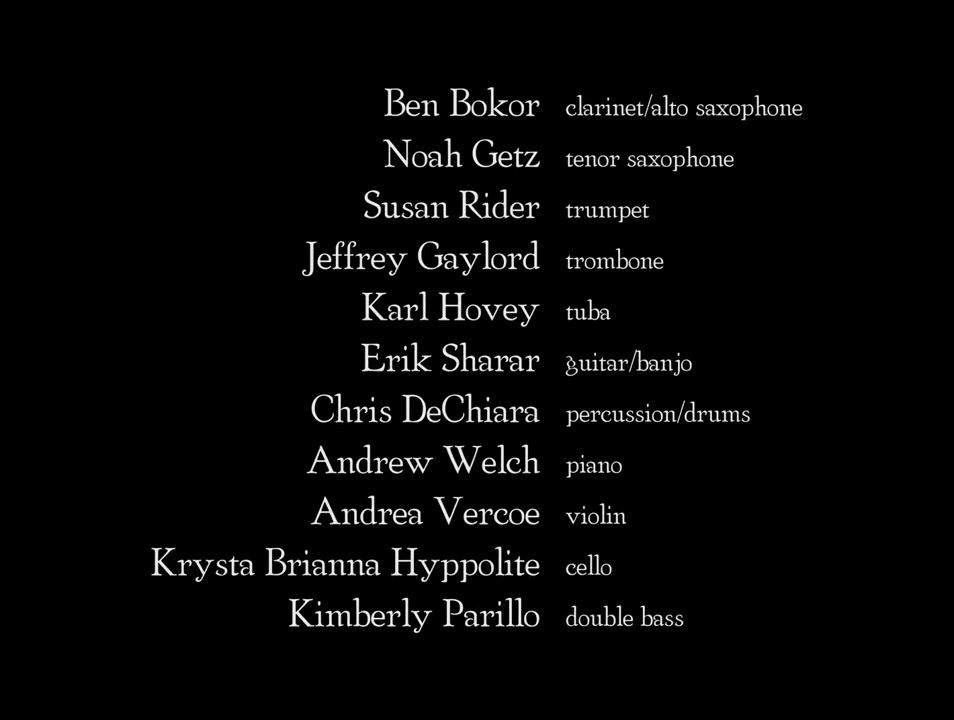 Ben Bokor clarinet/alto saxophone
Noah Getz tenor saxophone
Susan Rider trumpet
Jeffrey Gaylord trombone
Karl Hovey tuba
Erik Sharar guitar/banjo
Chris DeChiara percussion/drums
Andrew Welch piano
Andrea Vercoe violin
Krysta Brianna Hyppolite cello
Kimberly Parillo double bass